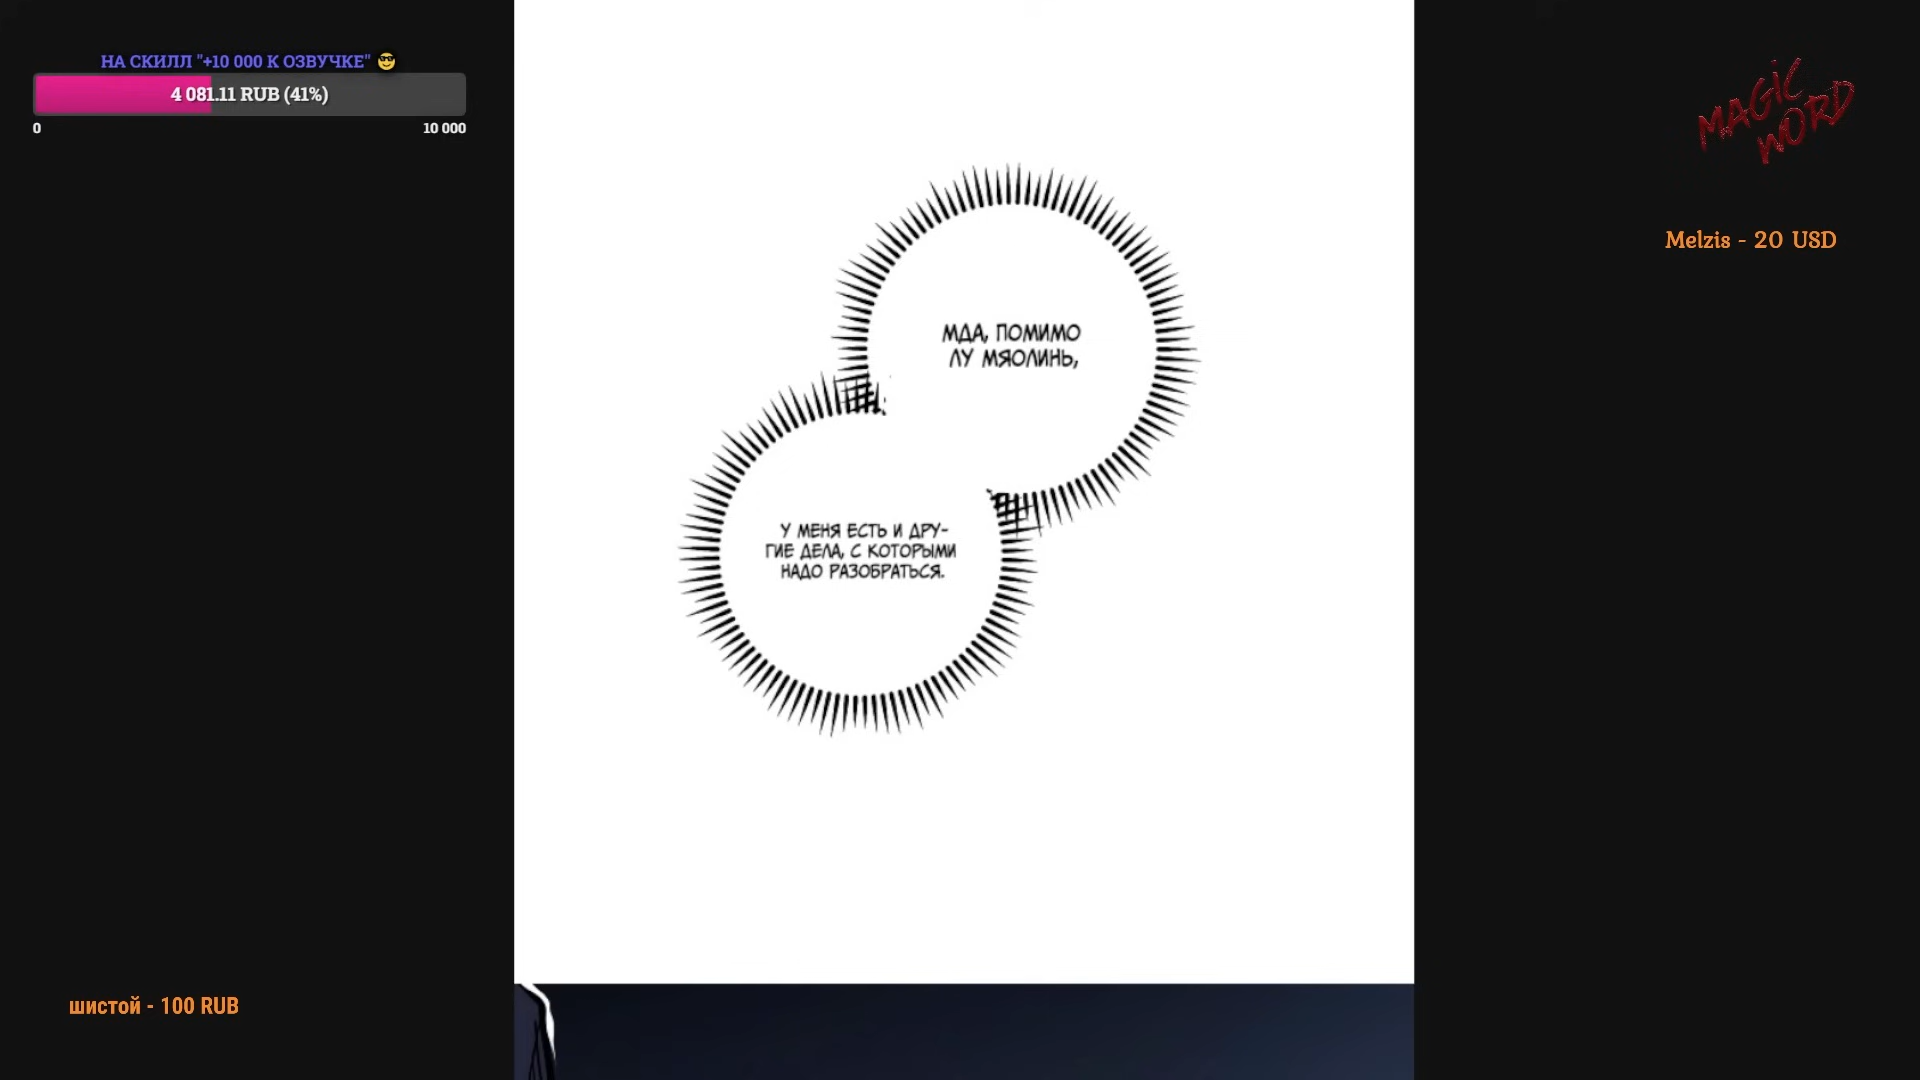 НА СКИЛЛ "+10 000 К ОЗВУЧКЕ" 😎
4 081.11 RUB (41%)
0
10 000
MAGIC
WORD
Melzis - 20 USD
МДА, ПОМИМО
ЛУ МЯОЛИНЬ,
У МЕНЯ ЕСТЬ И ДРУ-
ГИЕ ДЕЛА, С КОТОРЫМИ
НАДО РАЗОБРАТЬСЯ.
шистой - 100 RUB